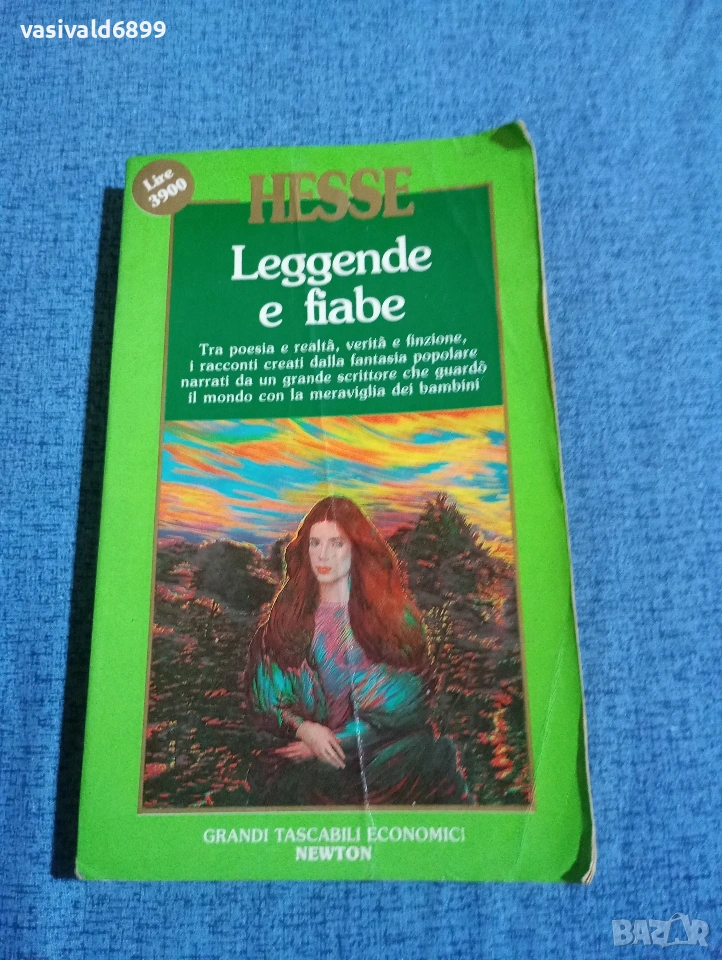 vasivald6899
Lire
3900
HESSE
Leggende
e fiabe
Tra poesia e realtà, verità e finzione,
i racconti creati dalla fantasia popolare
narrati da un grande scrittore che guardò
il mondo con la meraviglia dei bambini
GRANDI TASCABILI ECONOMICI
NEWTON
BAZAR